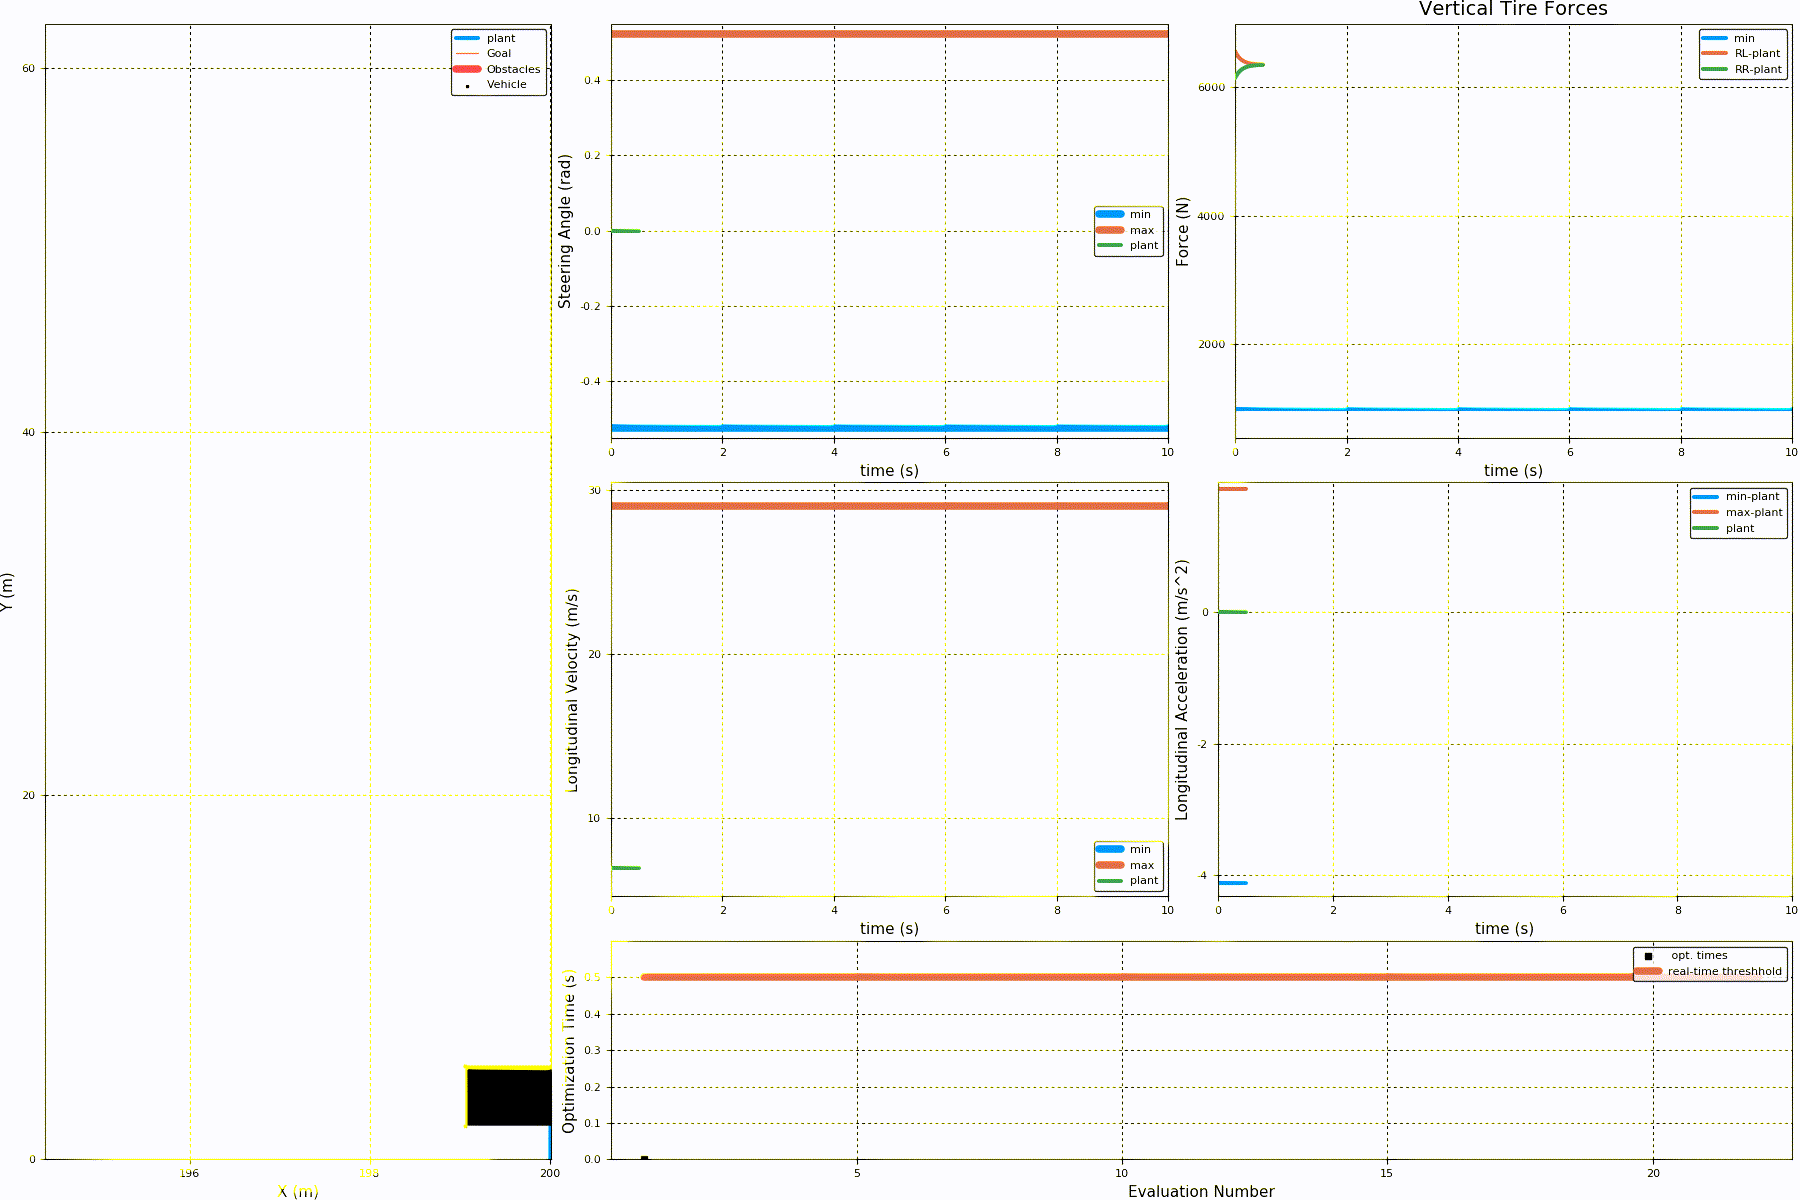 Vertical Tire Forces
plant
Goal
Obstacles
Vehicle
60
40
20
0
196
198
200
Y (m)
X (m)
0.4
0.2
0.0
-0.2
-0.4
0
2
4
6
8
10
Steering Angle (rad)
time (s)
min
max
plant
min
RL-plant
RR-plant
6000
4000
2000
0
2
4
6
8
10
Force (N)
time (s)
30
20
10
0
2
4
6
8
10
Longitudinal Velocity (m/s)
time (s)
min
max
plant
min-plant
max-plant
plant
0
-2
-4
0
2
4
6
8
10
Longitudinal Acceleration (m/s^2)
time (s)
opt. times
real-time threshhold
0.5
0.4
0.3
0.2
0.1
0.0
5
10
15
20
Optimization Time (s)
Evaluation Number